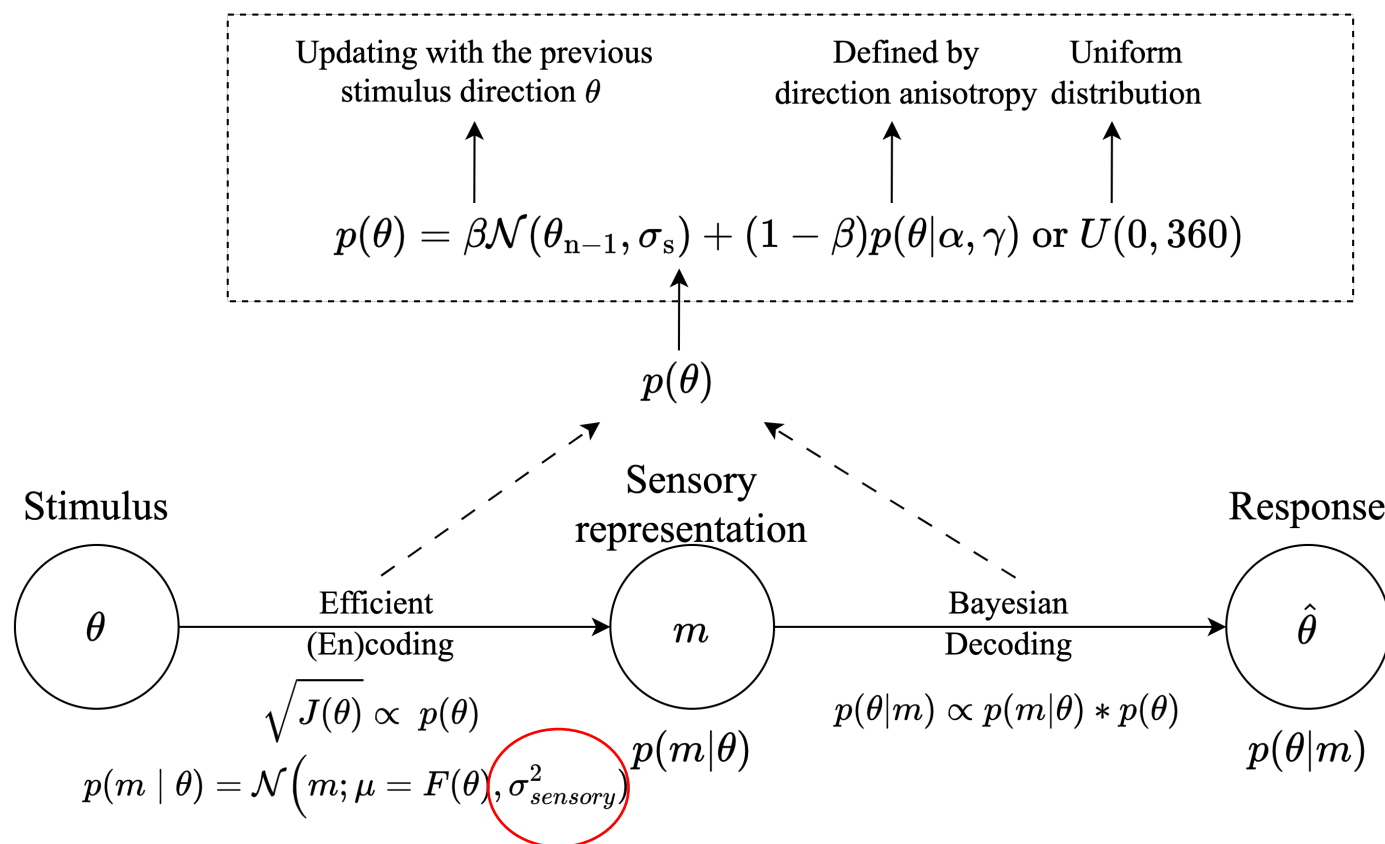 Updating with the previous
stimulus direction θ
Defined by
direction anisotropy
Uniform
distribution
p(θ) = β𝒩(θₙ₋₁, σₛ) + (1 − β)p(θ|α, γ) or U(0, 360)
p(θ)
Stimulus
Sensory
representation
Response
θ
Efficient
(En)coding
m
Bayesian
Decoding
θ̂
√J(θ) ∝ p(θ)
p(θ|m) ∝ p(m|θ) * p(θ)
p(m|θ)
p(θ|m)
p(m | θ) = 𝒩(m; μ = F(θ), σ²_sensory)